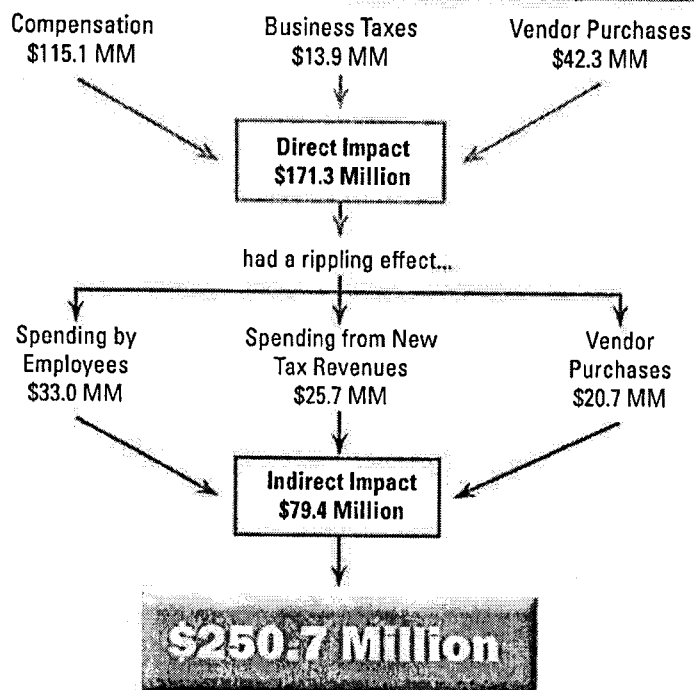 Compensation
$115.1 MM
Business Taxes
$13.9 MM
Vendor Purchases
$42.3 MM
Direct Impact
$171.3 Million
had a rippling effect...
Spending by
Employees
$33.0 MM
Spending from New
Tax Revenues
$25.7 MM
Vendor
Purchases
$20.7 MM
Indirect Impact
$79.4 Million
$250.7 Million